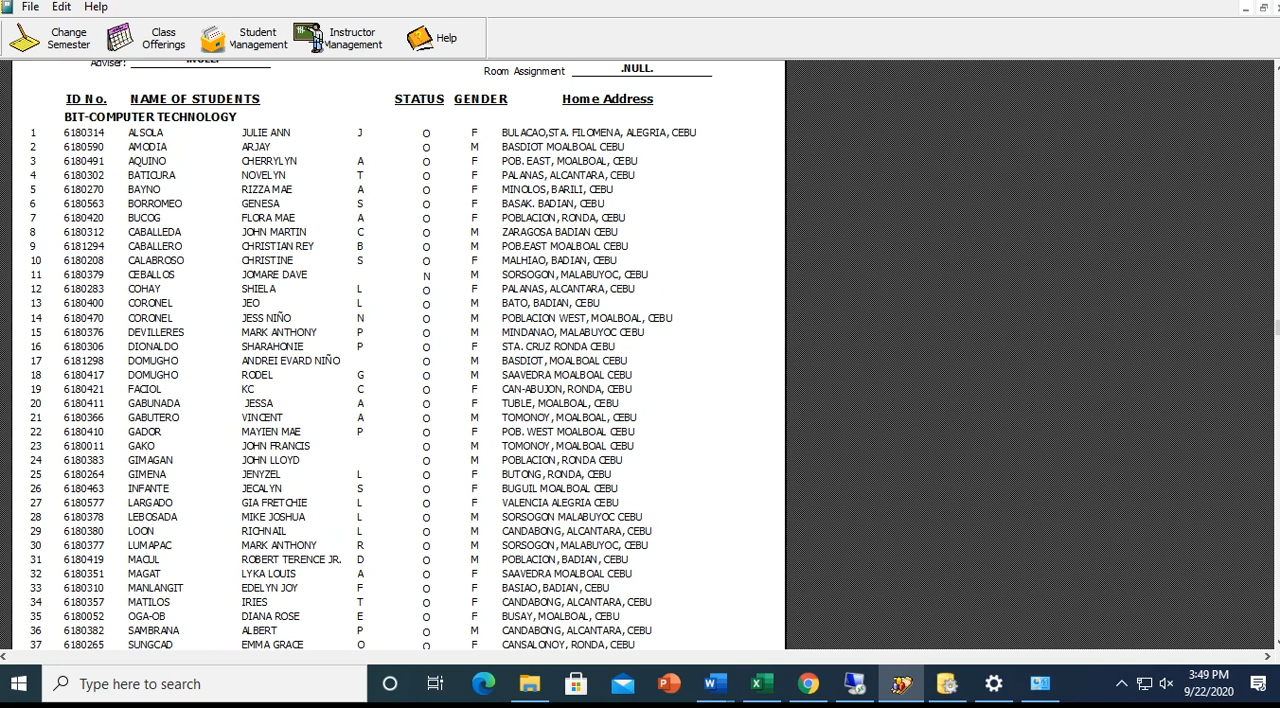 File Edit Help
Change Semester Class Offerings Student Management Instructor Management Help
Adviser: .NULL. Room Assignment .NULL.
ID No. NAME OF STUDENTS STATUS GENDER Home Address
BIT-COMPUTER TECHNOLOGY
1 6180314 ALSOLA JULIE ANN J O F BULACAO,STA. FILOMENA, ALEGRIA, CEBU
2 6180590 AMODIA ARJAY O M BASDIOT MOALBOAL CEBU
3 6180491 AQUINO CHERRYLYN A O F POB. EAST, MOALBOAL, CEBU
4 6180302 BATICURA NOVELYN T O F PALANAS, ALCANTARA, CEBU
5 6180270 BAYNO RIZZA MAE A O F MINOLOS, BARILI, CEBU
6 6180563 BORROMEO GENESA S O F BASAK. BADIAN, CEBU
7 6180420 BUCOG FLORA MAE A O F POBLACION, RONDA, CEBU
8 6180312 CABALLEDA JOHN MARTIN C O M ZARAGOSA BADIAN CEBU
9 6181294 CABALLERO CHRISTIAN REY B O M POB.EAST MOALBOAL CEBU
10 6180208 CALABROSO CHRISTINE S O F MALHIAO, BADIAN, CEBU
11 6180379 CEBALLOS JOMARE DAVE N M SORSOGON, MALABUYOC, CEBU
12 6180283 COHAY SHIELA L O F PALANAS, ALCANTARA, CEBU
13 6180400 CORONEL JEO L O M BATO, BADIAN, CEBU
14 6180470 CORONEL JESS NIÑO N O M POBLACION WEST, MOALBOAL, CEBU
15 6180376 DEVILLERES MARK ANTHONY P O M MINDANAO, MALABUYOC CEBU
16 6180306 DIONALDO SHARAHONIE P O F STA. CRUZ RONDA CEBU
17 6181298 DOMUGHO ANDREI EVARD NIÑO O M BASDIOT, MOALBOAL CEBU
18 6180417 DOMUGHO RODEL G O M SAAVEDRA MOALBOAL CEBU
19 6180421 FACIOL KC C O F CAN-ABUJON, RONDA, CEBU
20 6180411 GABUNADA JESSA A O F TUBLE, MOALBOAL, CEBU
21 6180366 GABUTERO VINCENT A O M TOMONOY, MOALBOAL, CEBU
22 6180410 GADOR MAYIEN MAE P O F POB. WEST MOALBOAL CEBU
23 6180011 GAKO JOHN FRANCIS O M TOMONOY, MOALBOAL CEBU
24 6180383 GIMAGAN JOHN LLOYD O M POBLACION, RONDA CEBU
25 6180264 GIMENA JENYZEL L O F BUTONG, RONDA, CEBU
26 6180463 INFANTE JECALYN S O F BUGUIL MOALBOAL CEBU
27 6180577 LARGADO GIA FRETCHIE L O F VALENCIA ALEGRIA CEBU
28 6180378 LEBOSADA MIKE JOSHUA L O M SORSOGON MALABUYOC CEBU
29 6180380 LOON RICHNAIL L O M CANDABONG, ALCANTARA, CEBU
30 6180377 LUMAPAC MARK ANTHONY R O M SORSOGON, MALABUYOC, CEBU
31 6180419 MACUL ROBERT TERENCE JR. D O M POBLACION, BADIAN, CEBU
32 6180351 MAGAT LYKA LOUIS A O F SAAVEDRA MOALBOAL CEBU
33 6180310 MANLANGIT EDELYN JOY F O F BASIAO, BADIAN, CEBU
34 6180357 MATILOS IRIES T O F CANDABONG, ALCANTARA, CEBU
35 6180052 OGA-OB DIANA ROSE E O F BUSAY, MOALBOAL, CEBU
36 6180382 SAMBRANA ALBERT P O M CANDABONG, ALCANTARA, CEBU
37 6180265 SUNGCAD EMMA GRACE O O F CANSALONOY, RONDA, CEBU
Type here to search
3:49 PM
9/22/2020